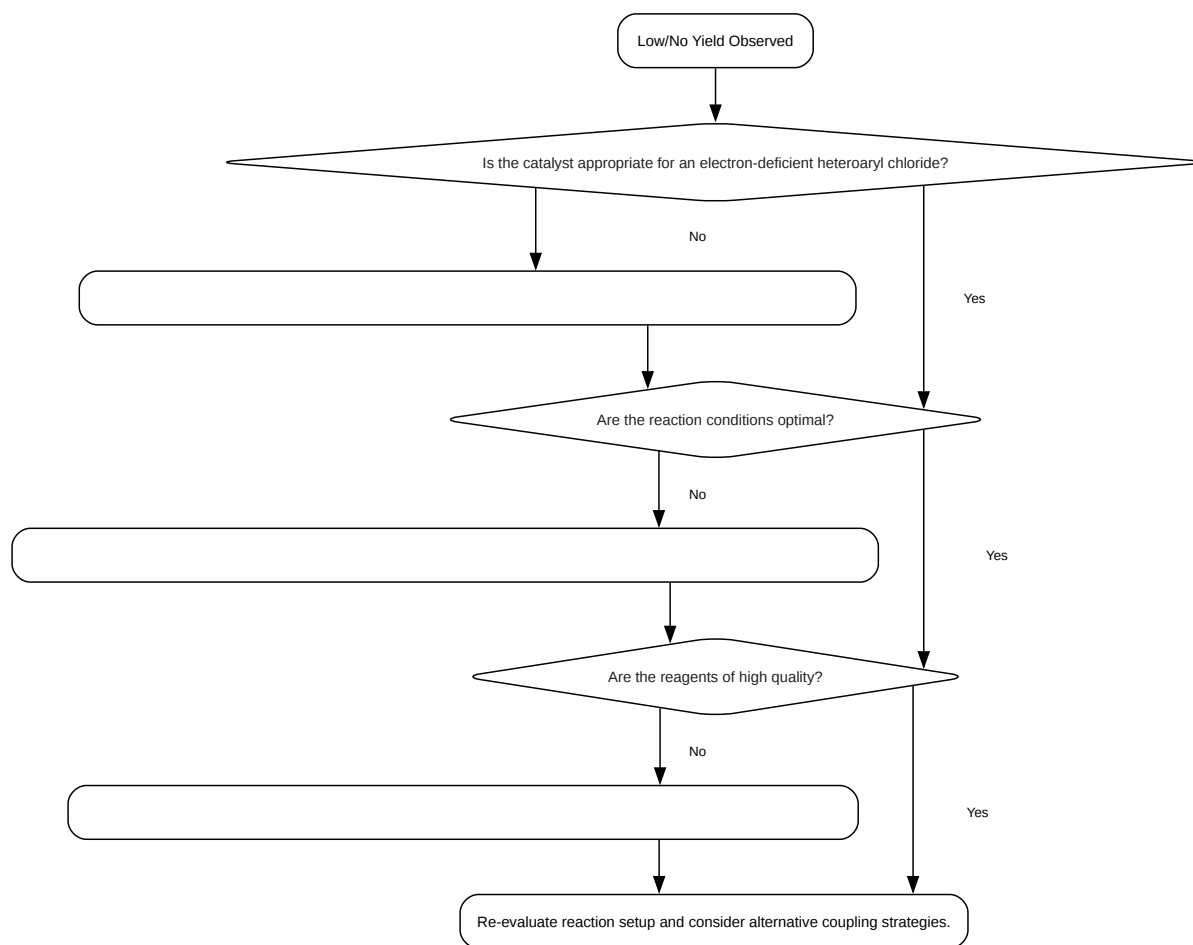 Low/No Yield Observed
Is the catalyst appropriate for an electron-deficient heteroaryl chloride?
No
Yes
Are the reaction conditions optimal?
No
Yes
Are the reagents of high quality?
No
Yes
Re-evaluate reaction setup and consider alternative coupling strategies.